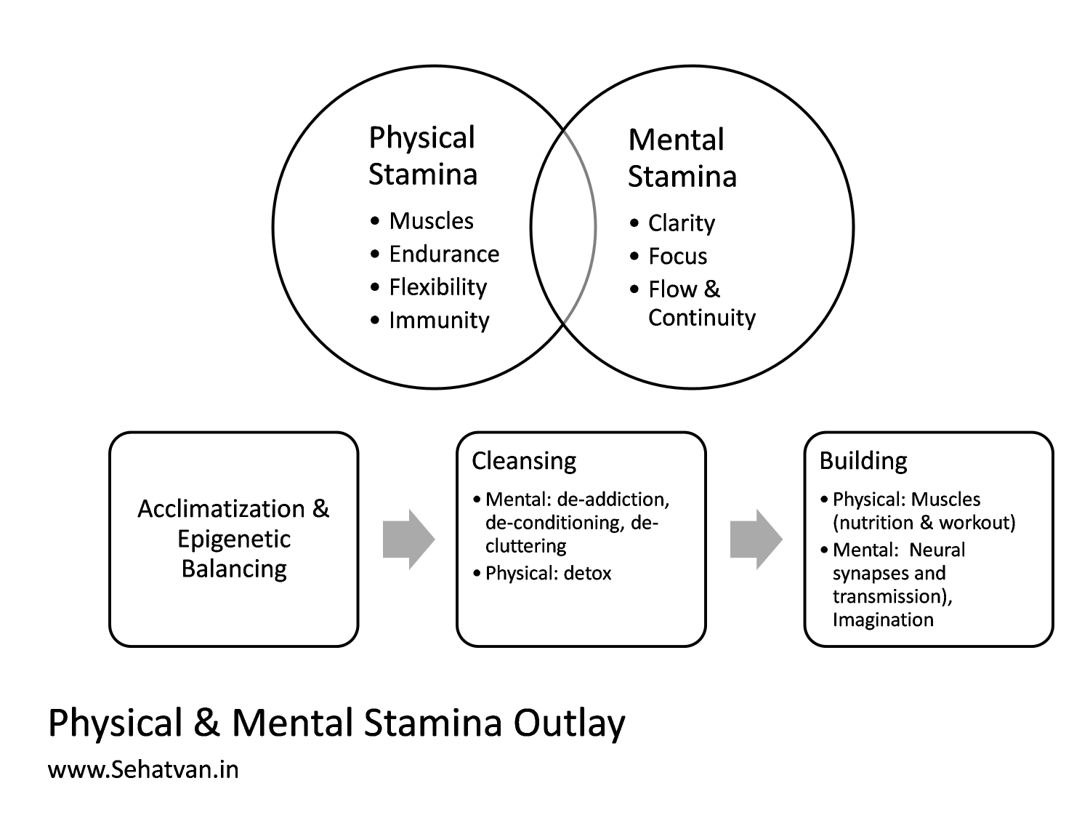 Physical
Stamina
• Muscles
• Endurance
• Flexibility
• Immunity
Mental
Stamina
• Clarity
• Focus
• Flow &
Continuity
Acclimatization &
Epigenetic
Balancing
Cleansing
• Mental: de-addiction,
de-conditioning, de-
cluttering
• Physical: detox
Building
• Physical: Muscles
(nutrition & workout)
• Mental:  Neural
synapses and
transmission),
Imagination
Physical & Mental Stamina Outlay
www.Sehatvan.in